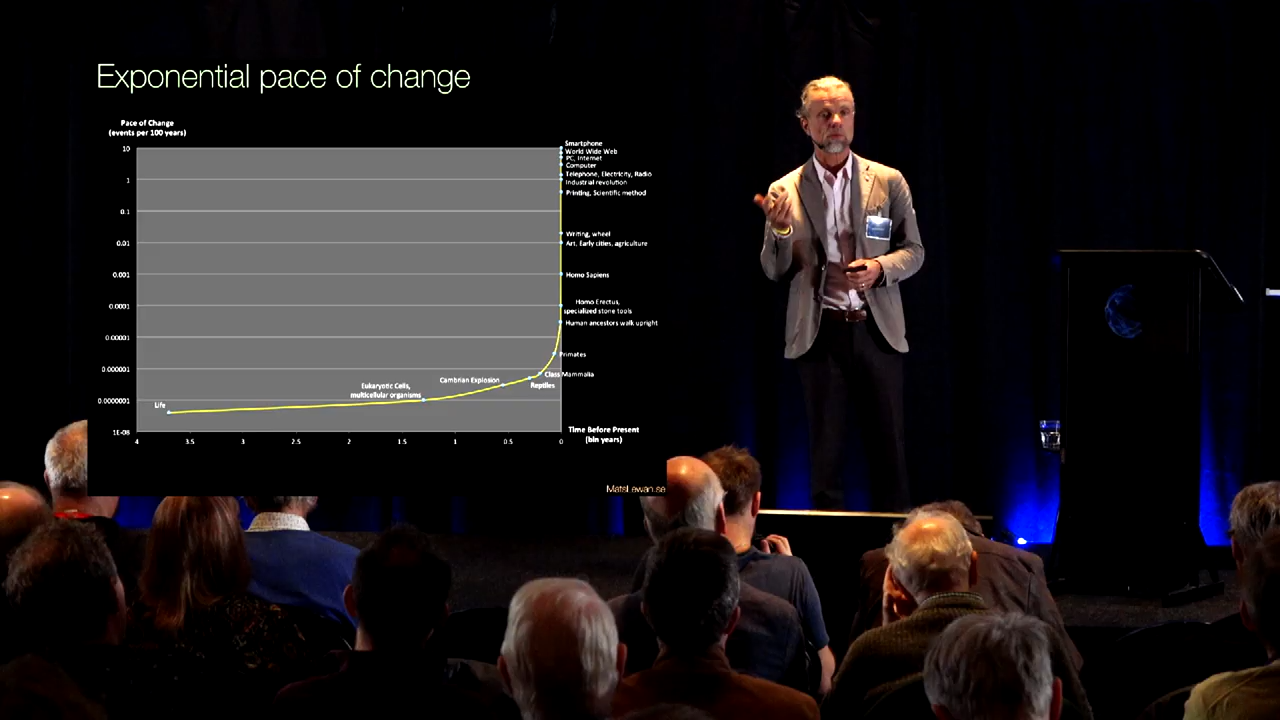 Exponential pace of change
Pace of Change
(events per 100 years)
10
1
0.1
0.01
0.001
0.0001
0.00001
0.000001
0.0000001
1E-08
4
3.5
3
2.5
2
1.5
1
0.5
0
Time Before Present
(bln years)
Smartphone
World Wide Web
PC, Internet
Computer
Telephone, Electricity, Radio
Industrial revolution
Printing, Scientific method
Writing, wheel
Art, Early cities, agriculture
Homo Sapiens
Homo Erectus,
specialized stone tools
Human ancestors walk upright
Primates
Class Mammalia
Reptiles
Cambrian Explosion
Eukaryotic Cells,
multicellular organisms
Life
MatsLewan.se